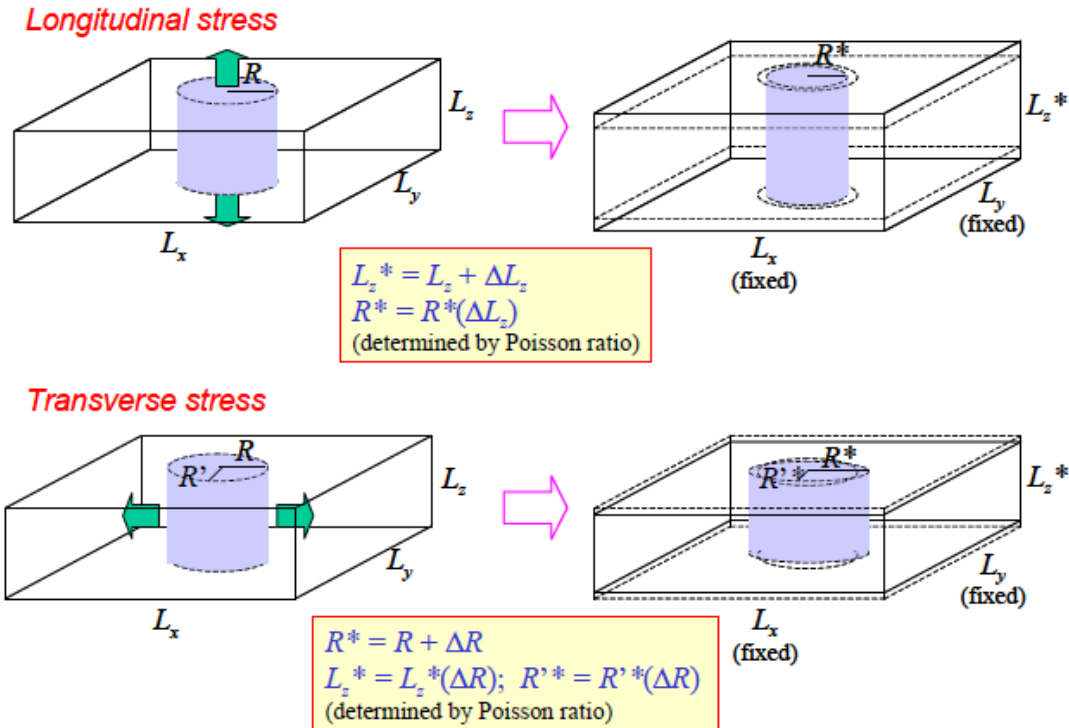 Longitudinal stress
R
L_z
L_y
L_x
R*
L_z*
L_y
(fixed)
L_x
(fixed)
L_z* = L_z + ΔL_z
R* = R*(ΔL_z)
(determined by Poisson ratio)
Transverse stress
R
R'
L_z
L_y
L_x
R*
R'*
L_z*
L_y
(fixed)
L_x
(fixed)
R* = R + ΔR
L_z* = L_z*(ΔR); R'* = R'*(ΔR)
(determined by Poisson ratio)